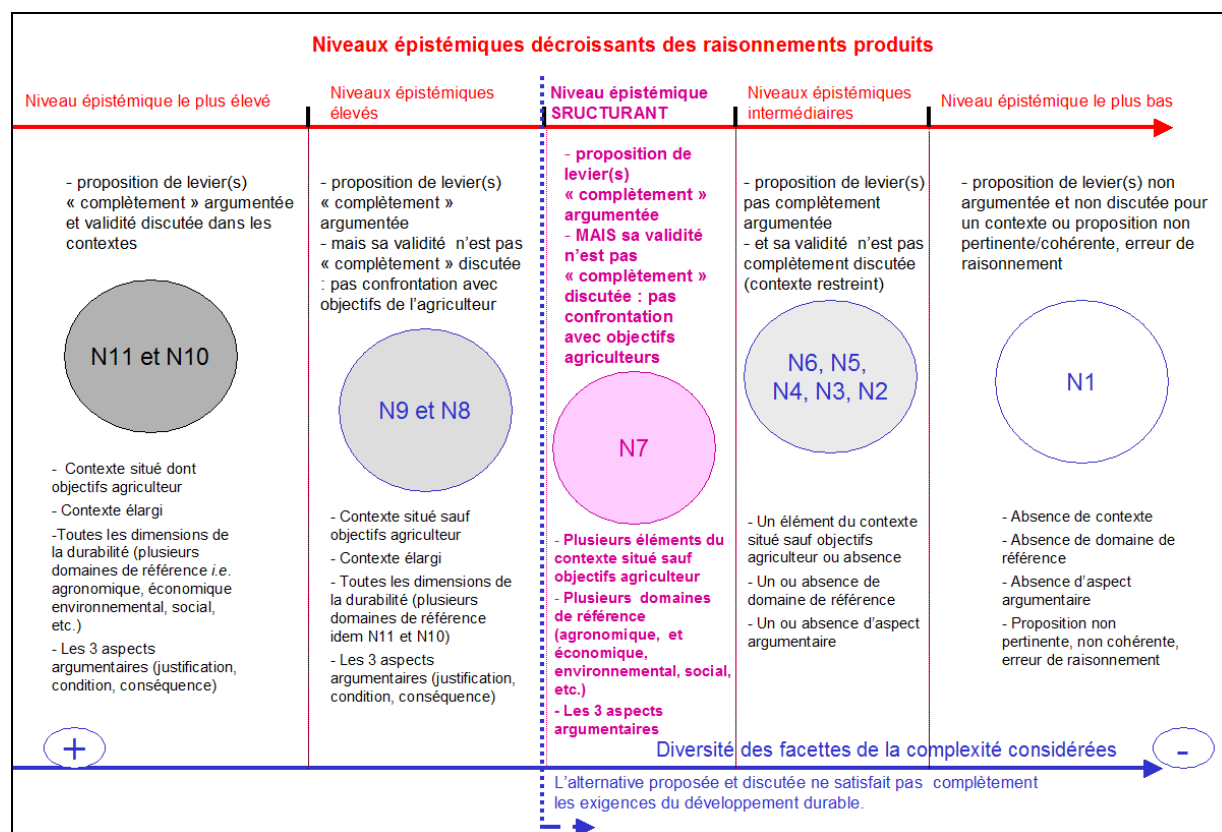 Niveaux épistémiques décroissants des raisonnements produits
Niveau épistémique le plus élevé
Niveaux épistémiques
élevés
Niveau épistémique
SRUCTURANT
Niveaux épistémiques
intermédiaires
Niveau épistémique le plus bas
- proposition de levier(s)
« complètement » argumentée
et validité discutée dans les
contextes
N11 et N10
- Contexte situé dont
objectifs agriculteur
- Contexte élargi
-Toutes les dimensions de
la durabilité (plusieurs
domaines de référence i.e.
agronomique, économique
environnemental, social,
etc.)
- Les 3 aspects
argumentaires (justification,
condition, conséquence)
- proposition de levier(s)
« complètement »
argumentée
- mais sa validité n’est pas
« complètement » discutée
: pas confrontation avec
objectifs de l’agriculteur
N9 et N8
- Contexte situé sauf
objectifs agriculteur
- Contexte élargi
- Toutes les dimensions de
la durabilité (plusieurs
domaines de référence
idem N11 et N10)
- Les 3 aspects
argumentaires (justification,
condition, conséquence)
- proposition de
levier(s)
« complètement »
argumentée
- MAIS sa validité
n’est pas
« complètement »
discutée : pas
confrontation
avec objectifs
agriculteurs
N7
- Plusieurs éléments du
contexte situé sauf
objectifs agriculteur
- Plusieurs domaines
de référence
(agronomique, et
économique,
environnemental, social,
etc.)
- Les 3 aspects
argumentaires
- proposition de levier(s)
pas complètement
argumentée
- et sa validité n’est pas
complètement discutée
(contexte restreint)
N6, N5,
N4, N3, N2
- Un élément du contexte
situé sauf objectifs
agriculteur ou absence
- Un ou absence de
domaine de référence
- Un ou absence d’aspect
argumentaire
- proposition de levier(s) non
argumentée et non discutée pour
un contexte ou proposition non
pertinente/cohérente, erreur de
raisonnement
N1
- Absence de contexte
- Absence de domaine de
référence
- Absence d’aspect
argumentaire
- Proposition non
pertinente, non cohérente,
erreur de raisonnement
+
Diversité des facettes de la complexité considérées
-
L’alternative proposée et discutée ne satisfait pas complètement
les exigences du développement durable.